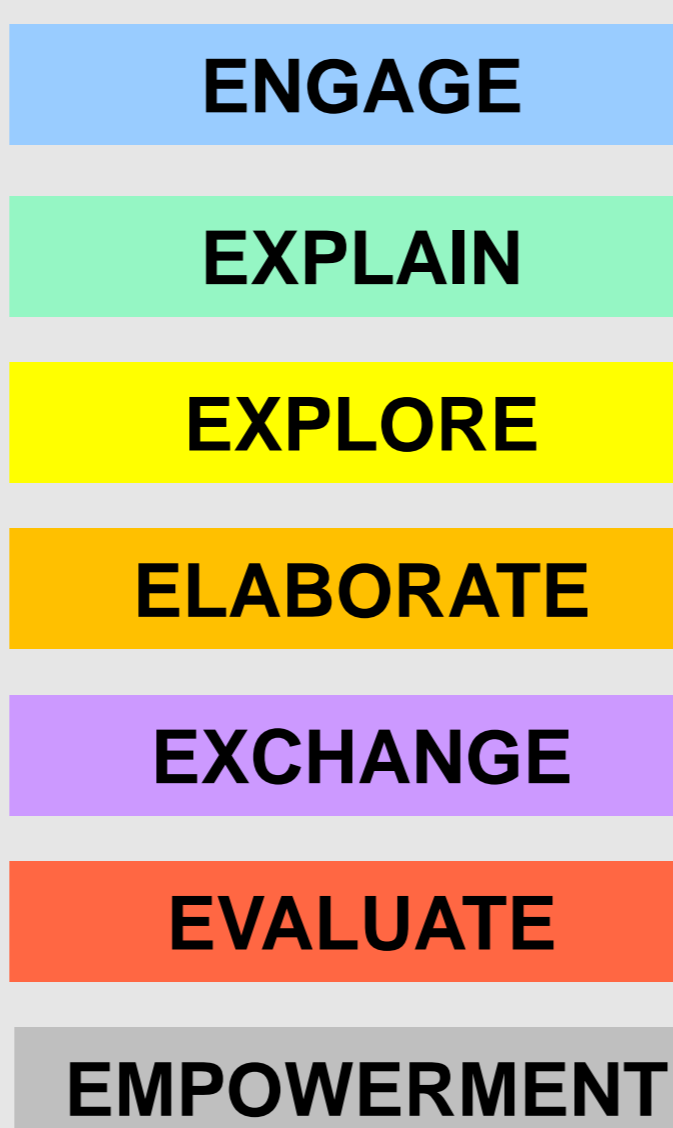 ENGAGE
EXPLAIN
EXPLORE
ELABORATE
EXCHANGE
EVALUATE
EMPOWERMENT